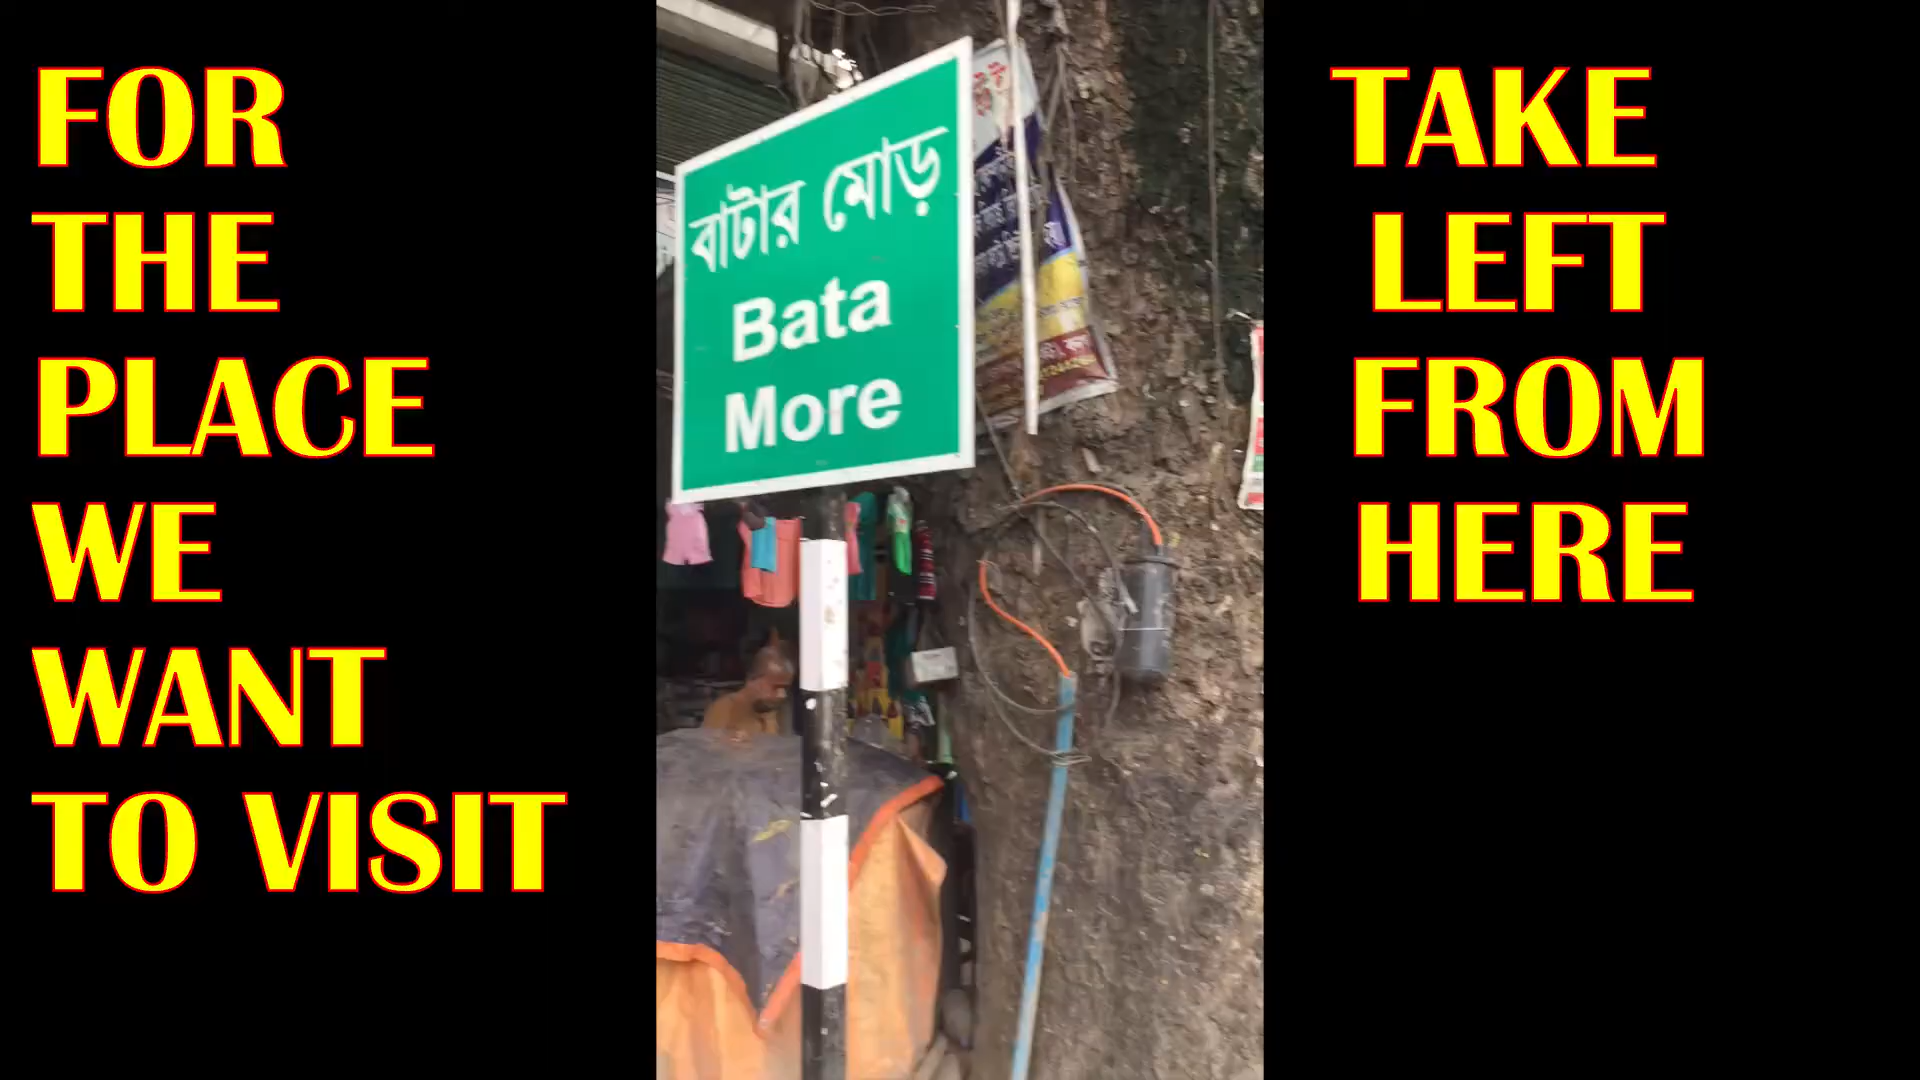 FOR
THE
PLACE
WE
WANT
TO VISIT
বাটার মোড়
Bata
More
TAKE
LEFT
FROM
HERE